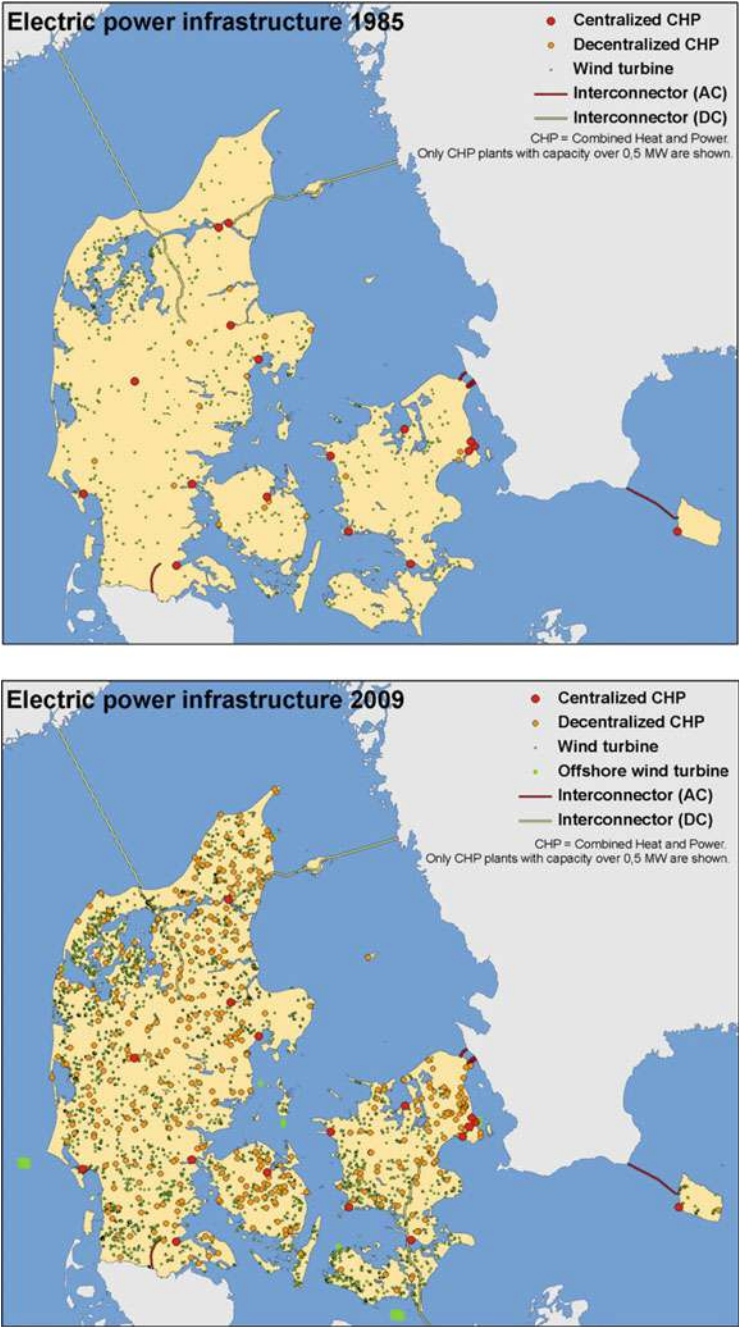 Electric power infrastructure 1985
Centralized CHP
Decentralized CHP
Wind turbine
Interconnector (AC)
Interconnector (DC)
CHP = Combined Heat and Power.
Only CHP plants with capacity over 0,5 MW are shown.
Electric power infrastructure 2009
Centralized CHP
Decentralized CHP
Wind turbine
Offshore wind turbine
Interconnector (AC)
Interconnector (DC)
CHP = Combined Heat and Power.
Only CHP plants with capacity over 0,5 MW are shown.